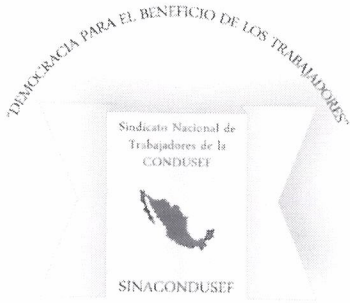 "DEMOCRACIA PARA EL BENEFICIO DE LOS TRABAJADORES"
Sindicato Nacional de
Trabajadores de la
CONDUSEF
SINACONDUSEF